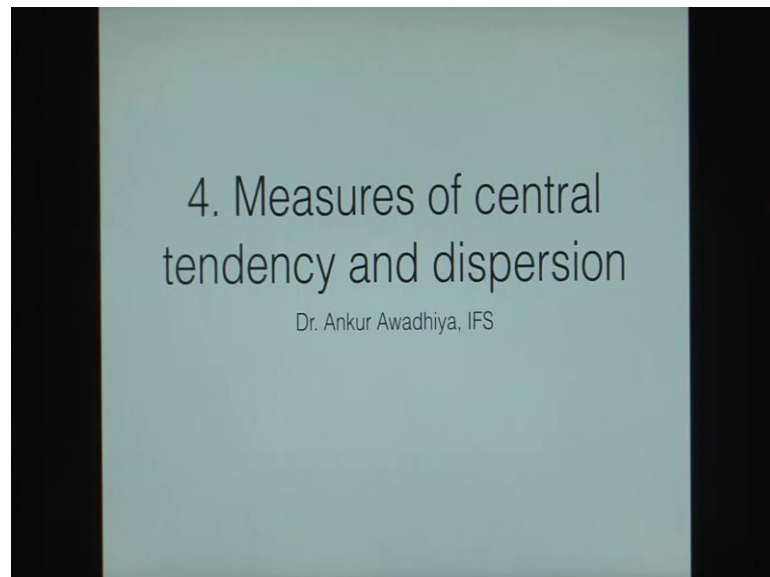 4. Measures of central
tendency and dispersion
Dr. Ankur Awadhiya, IFS